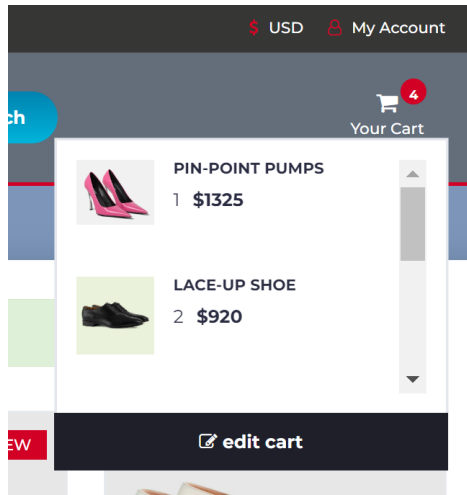 $ USD My Account
ch
4
Your Cart
PIN-POINT PUMPS
1 $1325
LACE-UP SHOE
2 $920
edit cart
EW